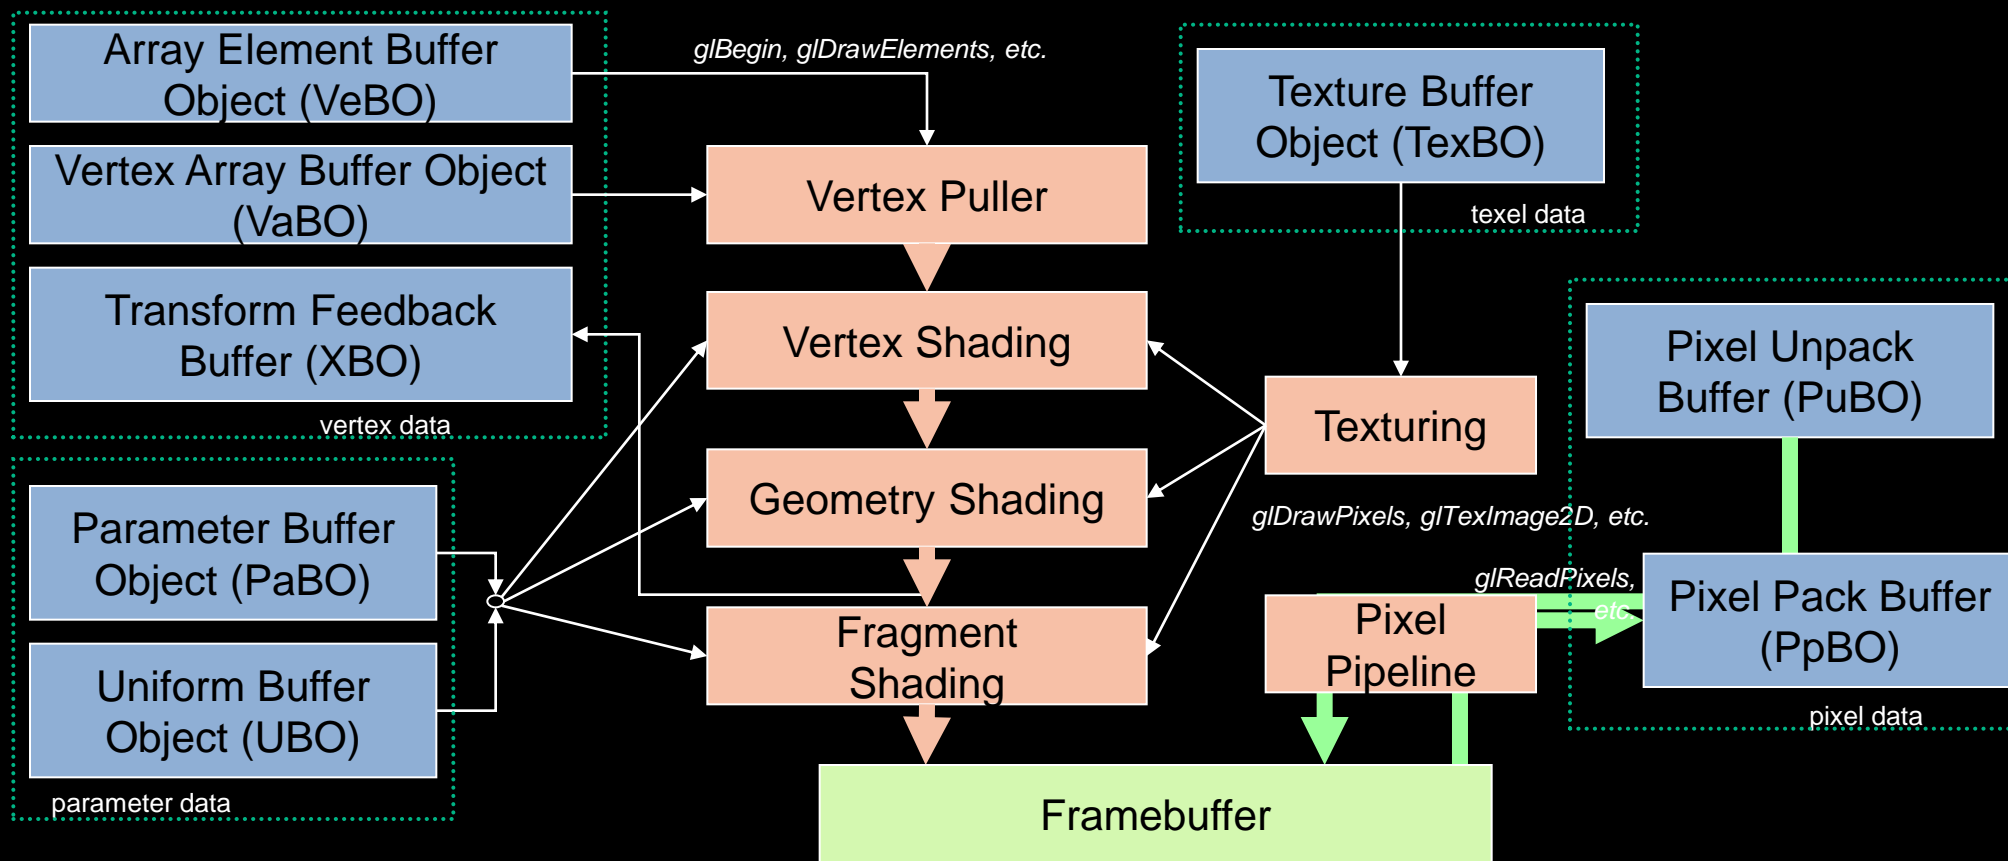 Array Element Buffer
Object (VeBO)
Vertex Array Buffer Object
(VaBO)
Transform Feedback
Buffer (XBO)
vertex data
Parameter Buffer
Object (PaBO)
Uniform Buffer
Object (UBO)
parameter data
glBegin, glDrawElements, etc.
Vertex Puller
Vertex Shading
Geometry Shading
Fragment
Shading
Framebuffer
Texture Buffer
Object (TexBO)
texel data
Texturing
glDrawPixels, glTexImage2D, etc.
glReadPixels,
etc.
Pixel
Pipeline
Pixel Unpack
Buffer (PuBO)
Pixel Pack Buffer
(PpBO)
pixel data